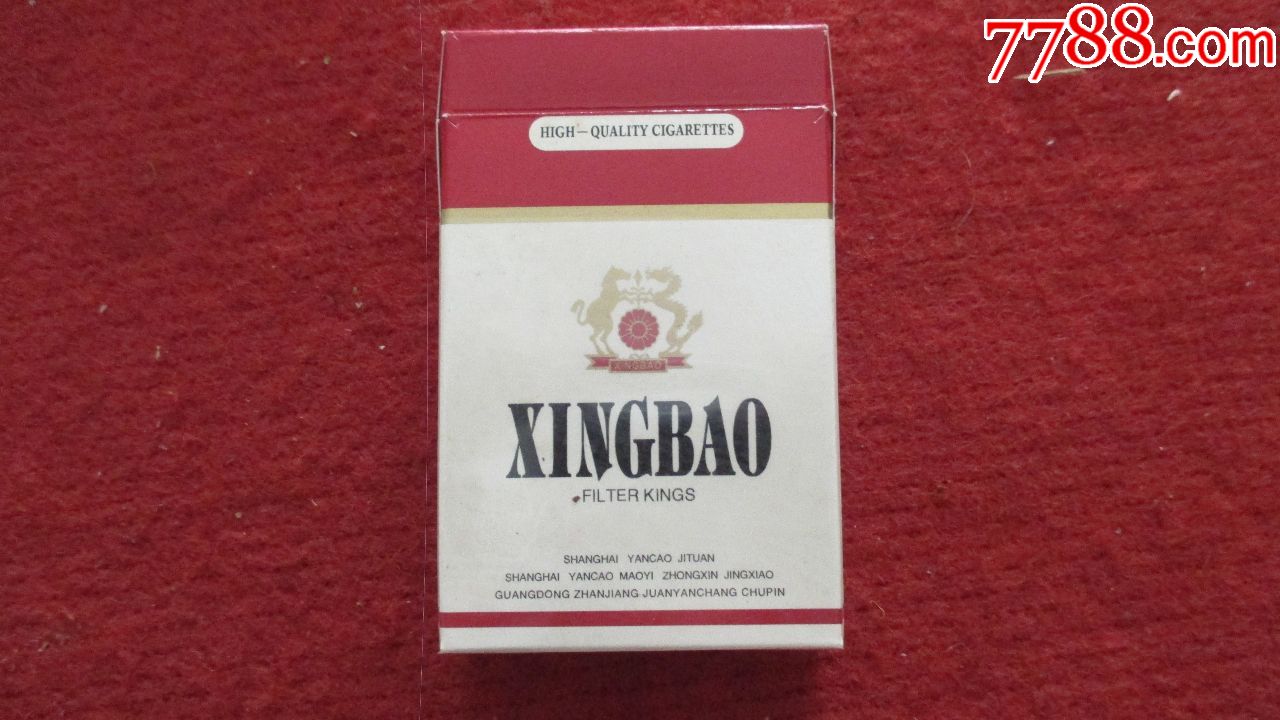 7788.com
HIGH—QUALITY CIGARETTES
XINGBAO
XINGBAO
FILTER KINGS
SHANGHAI YANCAO JITUAN
SHANGHAI YANCAO MAOYI ZHONGXIN JINGXIAO
GUANGDONG ZHANJIANG JUANYANCHANG CHUPIN